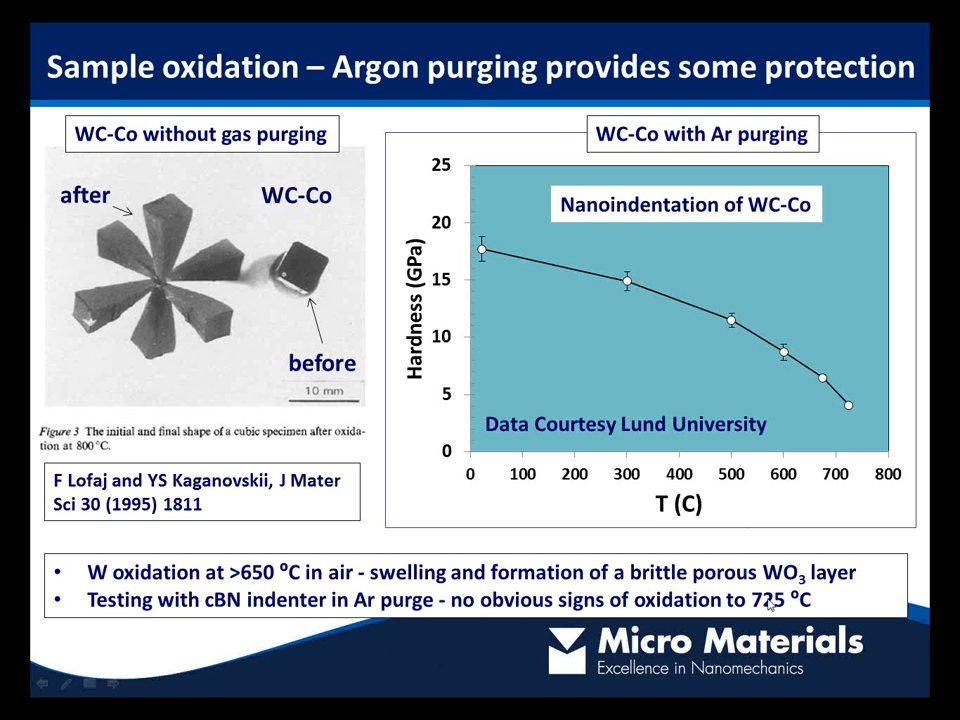 Sample oxidation – Argon purging provides some protection
WC-Co without gas purging
after
WC-Co
before
10 mm
Figure 3 The initial and final shape of a cubic specimen after oxida-
tion at 800 °C.
F Lofaj and YS Kaganovskii, J Mater
Sci 30 (1995) 1811
WC-Co with Ar purging
25
20
15
10
5
0
Hardness (GPa)
Nanoindentation of WC-Co
Data Courtesy Lund University
0 100 200 300 400 500 600 700 800
T (C)
• W oxidation at >650 ⁰C in air - swelling and formation of a brittle porous WO₃ layer
• Testing with cBN indenter in Ar purge - no obvious signs of oxidation to 725 ⁰C
Micro Materials
Excellence in Nanomechanics